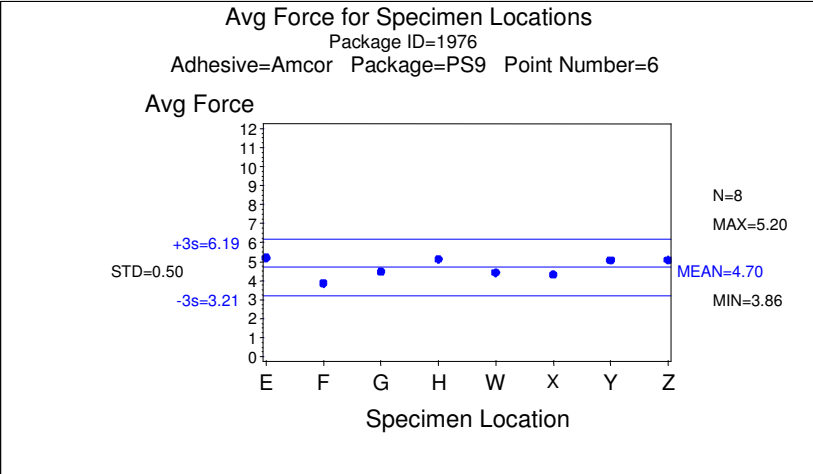 Avg Force for Specimen Locations
Package ID=1976
Adhesive=Amcor Package=PS9 Point Number=6
Avg Force
12
11
10
9
8
7
6
5
4
3
2
1
0
+3s=6.19
STD=0.50
-3s=3.21
N=8
MAX=5.20
MEAN=4.70
MIN=3.86
E F G H W X Y Z
Specimen Location